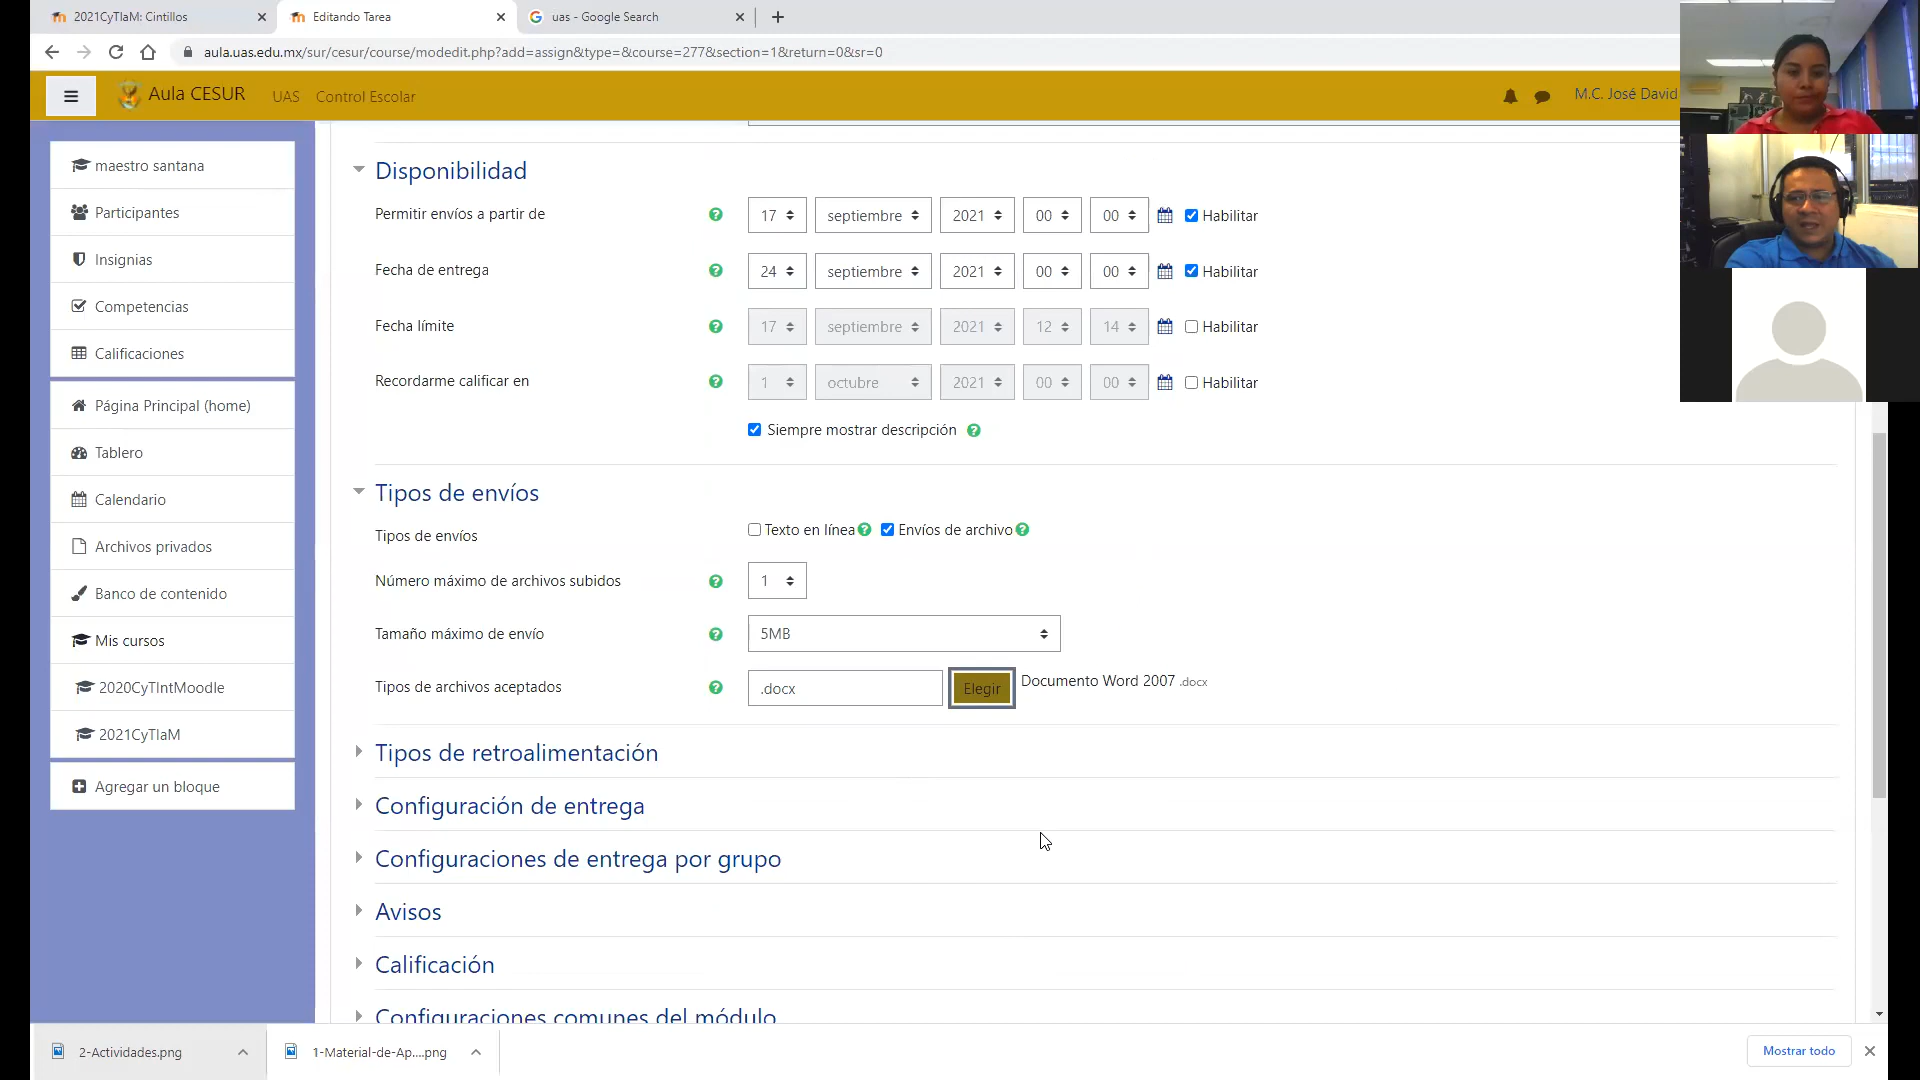 2021CyTIaM: Cintillos
Editando Tarea
uas - Google Search
aula.uas.edu.mx/sur/cesur/course/modedit.php?add=assign&type=&course=277&section=1&return=0&sr=0
Aula CESUR
UAS
Control Escolar
M.C. José David
maestro santana
Participantes
Insignias
Competencias
Calificaciones
Página Principal (home)
Tablero
Calendario
Archivos privados
Banco de contenido
Mis cursos
2020CyTIntMoodle
2021CyTIaM
Agregar un bloque
Disponibilidad
Permitir envíos a partir de
17 septiembre 2021 00 00 Habilitar
Fecha de entrega
24 septiembre 2021 00 00 Habilitar
Fecha límite
17 septiembre 2021 12 14 Habilitar
Recordarme calificar en
1 octubre 2021 00 00 Habilitar
Siempre mostrar descripción
Tipos de envíos
Tipos de envíos
Texto en línea Envíos de archivo
Número máximo de archivos subidos
1
Tamaño máximo de envío
5MB
Tipos de archivos aceptados
.docx Elegir Documento Word 2007 .docx
Tipos de retroalimentación
Configuración de entrega
Configuraciones de entrega por grupo
Avisos
Calificación
Configuraciones comunes del módulo
2-Actividades.png
1-Material-de-Ap....png
Mostrar todo